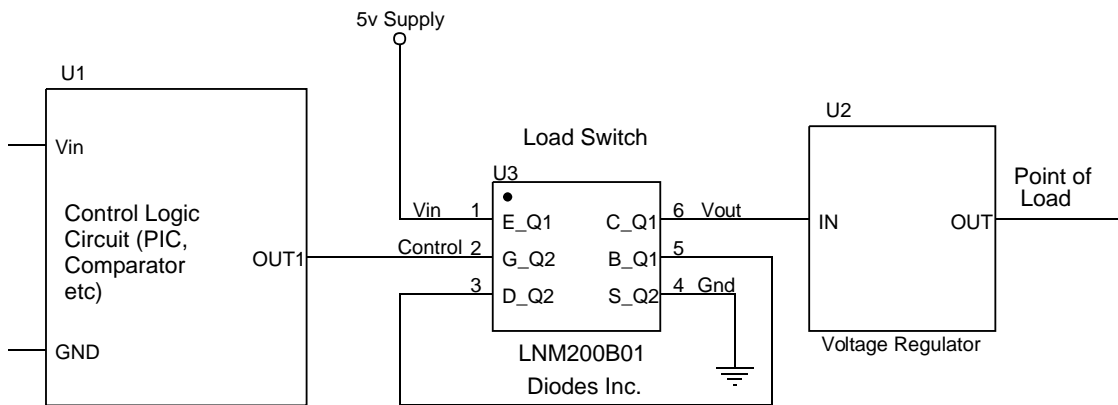 5v Supply
U1
Vin
Control Logic
Circuit (PIC,
Comparator
etc)
OUT1
GND
Load Switch
U3
Vin 1 E_Q1 C_Q1 6 Vout
Control 2 G_Q2 B_Q1 5
3 D_Q2 S_Q2 4 Gnd
LNM200B01
Diodes Inc.
U2
IN
OUT
Voltage Regulator
Point of
Load